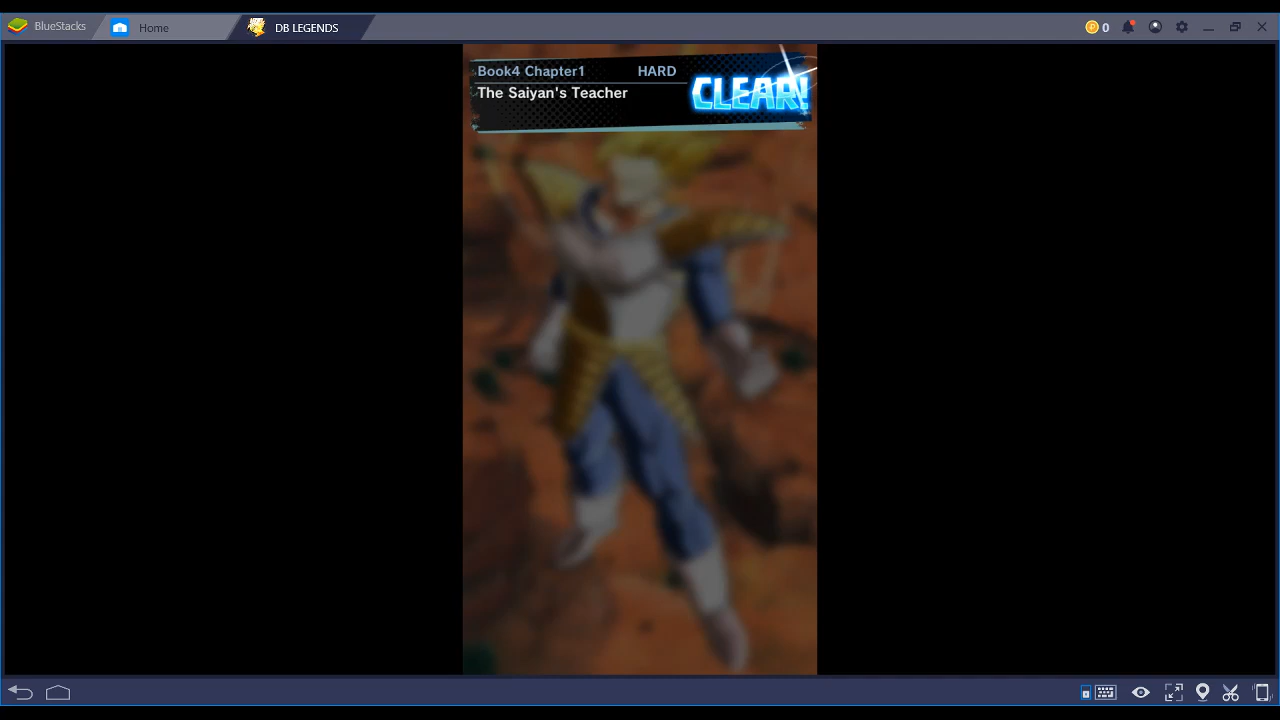 BlueStacks
Home
DB LEGENDS
0
Book4 Chapter1 HARD
The Saiyan's Teacher
CLEAR!